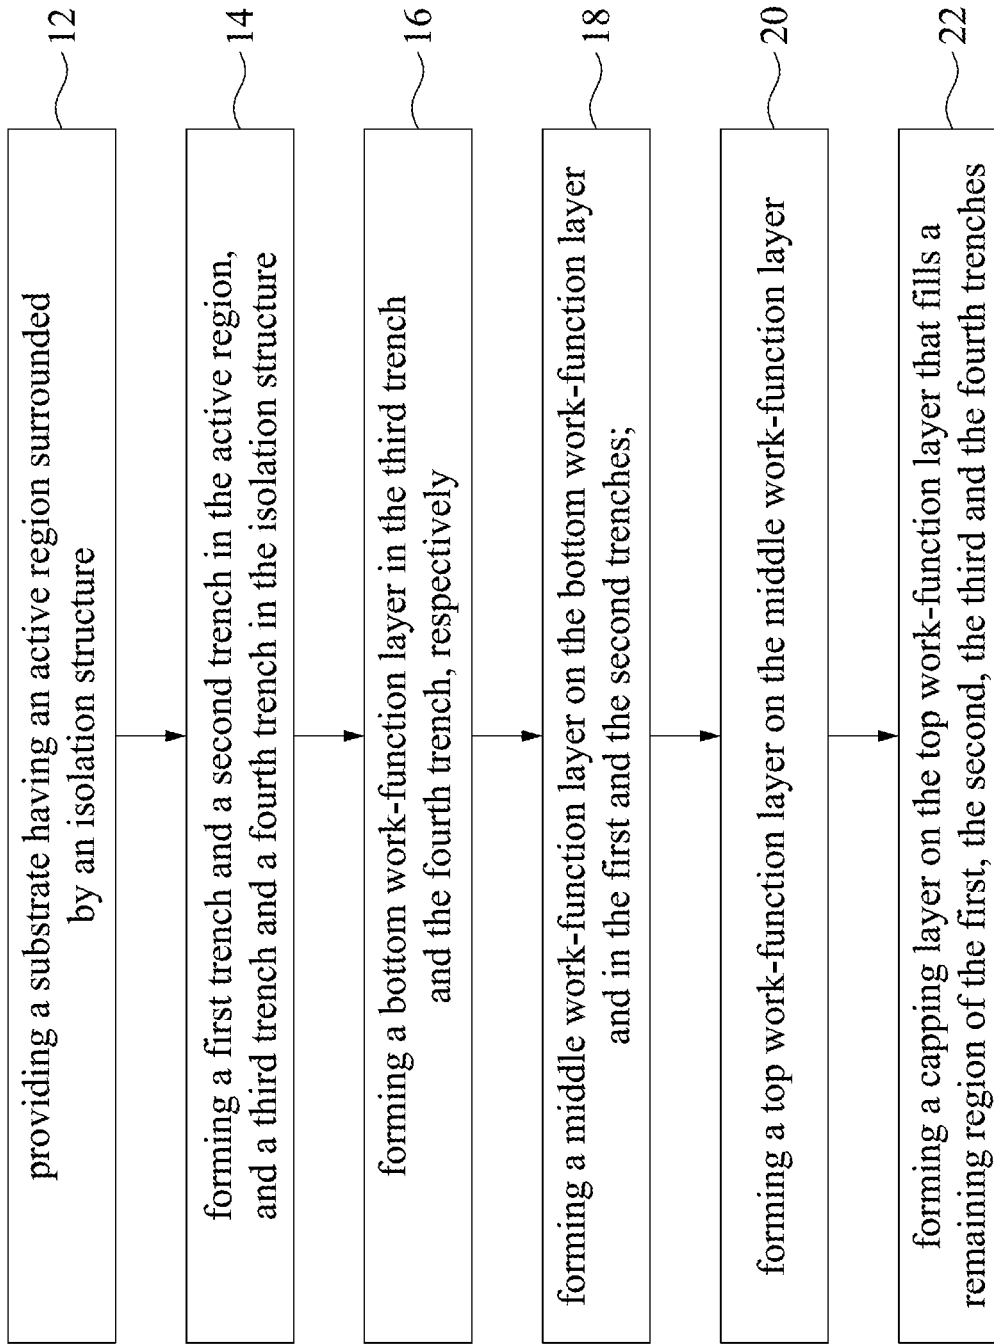 providing a substrate having an active region surrounded
by an isolation structure
12
forming a first trench and a second trench in the active region,
and a third trench and a fourth trench in the isolation structure
14
forming a bottom work-function layer in the third trench
and the fourth trench, respectively
16
forming a middle work-function layer on the bottom work-function layer
and in the first and the second trenches;
18
forming a top work-function layer on the middle work-function layer
20
forming a capping layer on the top work-function layer that fills a
remaining region of the first, the second, the third and the fourth trenches
22